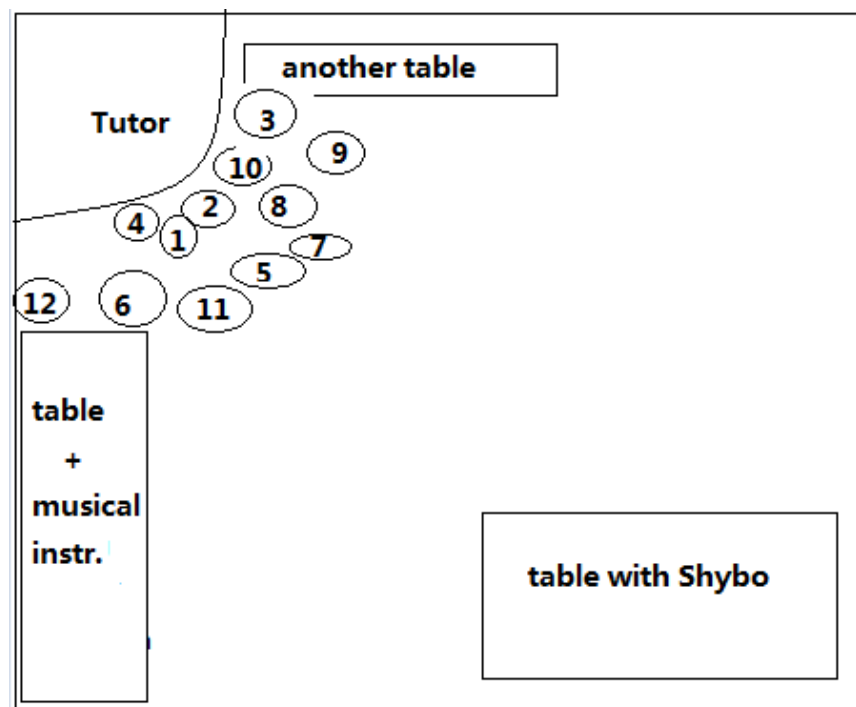 another table
Tutor
3
9
10
2
8
4
1
7
5
12
6
11
table
+
musical
instr.
table with Shybo